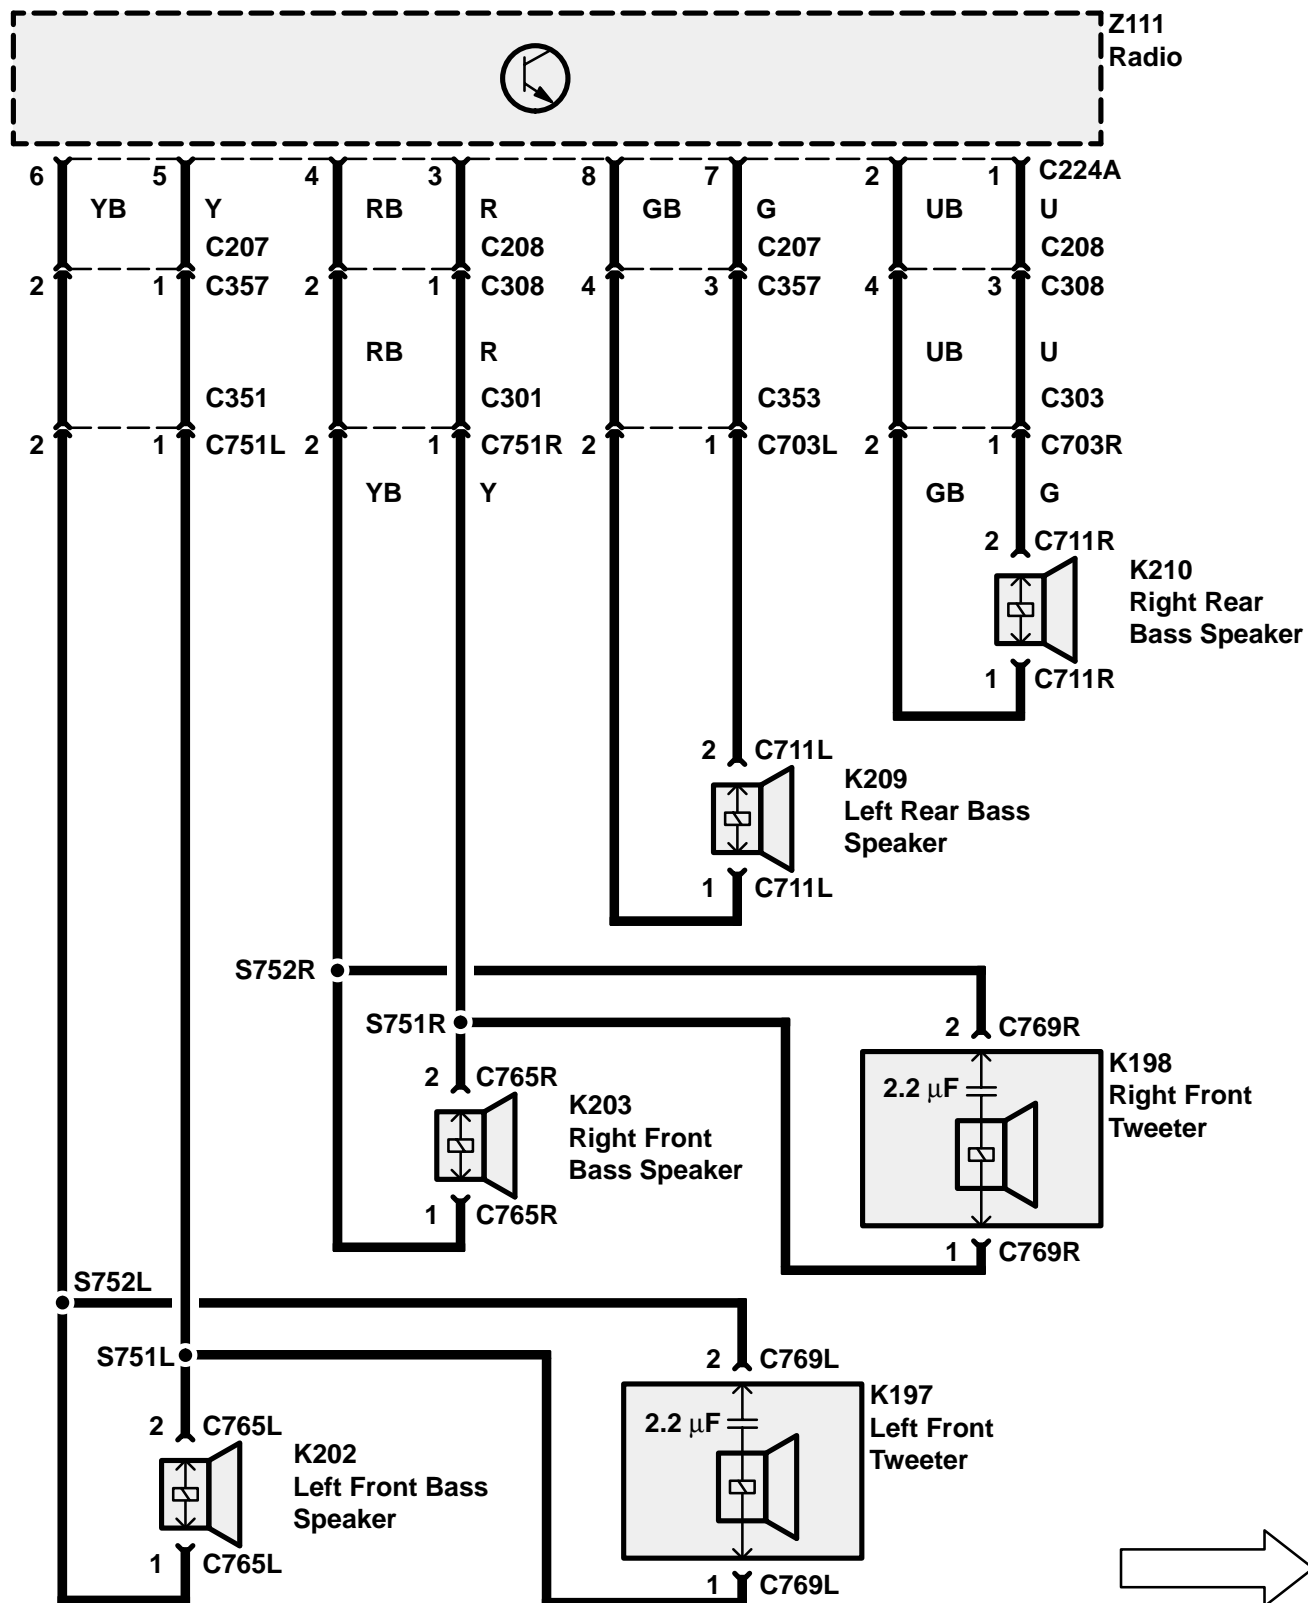 Z111
Radio
6 5 4 3 8 7 2 1 C224A
YB Y RB R GB G UB U
C207 C208 C207 C208
2 1 C357 2 1 C308 4 3 C357 4 3 C308
RB R UB U
C351 C301 C353 C303
2 1 C751L 2 1 C751R 2 1 C703L 2 1 C703R
YB Y GB G
2 C711R
K210
Right Rear
Bass Speaker
1 C711R
2 C711L
K209
Left Rear Bass
Speaker
1 C711L
S752R
S751R
2 C769R
K198
Right Front
Tweeter
2.2 μF
2 C765R
K203
Right Front
Bass Speaker
1 C765R
1 C769R
S752L
S751L
2 C769L
K197
Left Front
Tweeter
2.2 μF
2 C765L
K202
Left Front Bass
Speaker
1 C765L
1 C769L